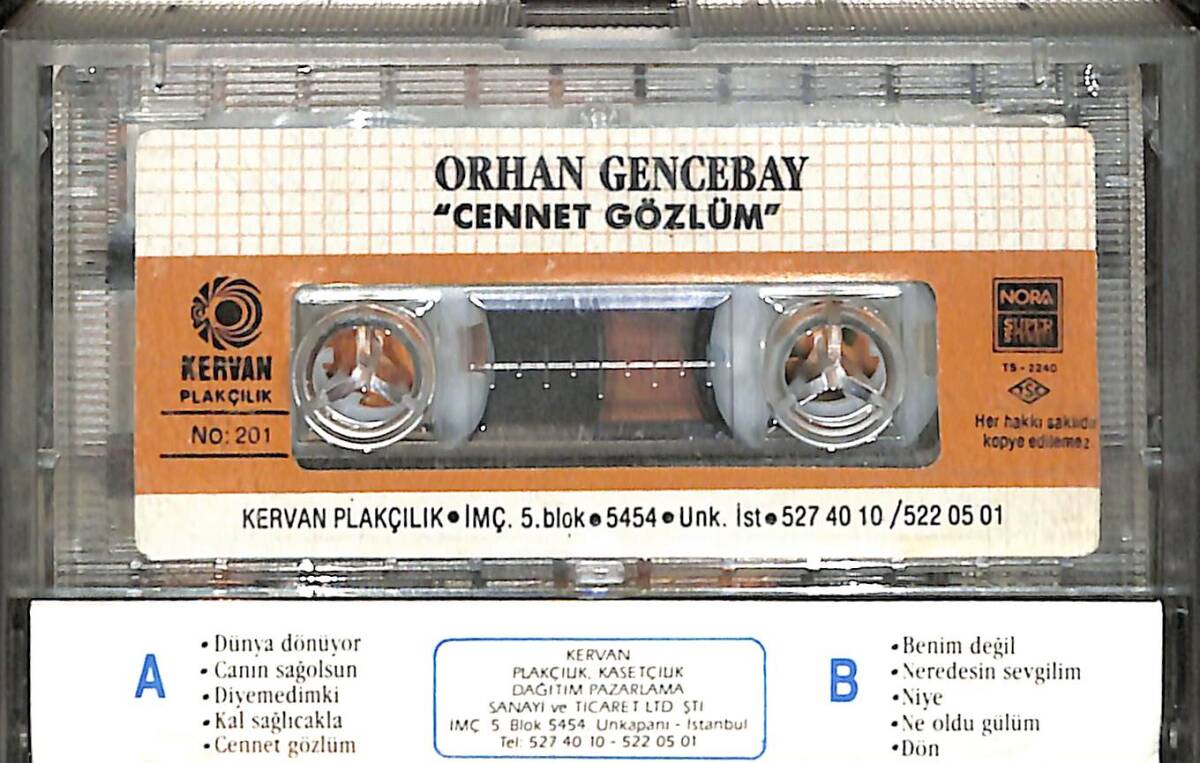 ORHAN GENCEBAY
"CENNET GÖZLÜM"
KERVAN
PLAKÇILIK
No: 201
NORA
SUPER
TS - 2240
TSE
Her hakkı saklıdır
kopye edilemez
KERVAN PLAKÇILIK • İMÇ. 5.blok • 5454 • Unk. İst • 527 40 10 / 522 05 01
A
• Dünya dönüyor
• Canın sağolsun
• Diyemedimki
• Kal sağlıcakla
• Cennet gözlüm
KERVAN
PLAKÇILIK, KASETÇILIK
DAĞITIM PAZARLAMA
SANAYİ ve TİCARET LTD ŞTİ
IMÇ 5 Blok 5454 Unkapanı - İstanbul
Tel: 527 40 10 - 522 05 01
B
• Benim değil
• Neredesin sevgilim
• Niye
• Ne oldu gülüm
• Dön